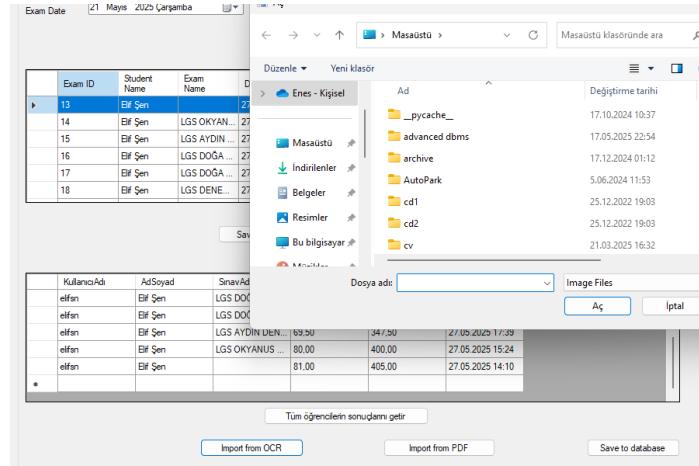 Exam Date
21 Mayıs 2025 Çarşamba
Masaüstü
Masaüstü klasöründe ara
Düzenle
Yeni klasör
Enes - Kişisel
Masaüstü
İndirilenler
Belgeler
Resimler
Bu bilgisayar
Ad
Değiştirme tarihi
__pycache__
17.10.2024 10:37
advanced dbms
17.05.2025 22:54
archive
17.12.2024 01:12
AutoPark
5.06.2024 11:53
cd1
25.12.2022 19:03
cd2
25.12.2022 19:03
cv
21.03.2025 16:32
Dosya adı:
Image Files
Aç
İptal
Exam ID
Student Name
Exam Name
13 Elif Şen 27
14 Elif Şen LGS OKYAN... 27
15 Elif Şen LGS AYDIN ... 27
16 Elif Şen LGS DOĞA ... 27
17 Elif Şen LGS DOĞA ... 27
18 Elif Şen LGS DENE... 27
Sav
KullanıcıAdı AdSoyad SınavAd
elifsn Elif Şen LGS DOĞ
elifsn Elif Şen LGS DOĞ
elifsn Elif Şen LGS AYDIN DEN... 69,50 347,50 27.05.2025 17:39
elifsn Elif Şen LGS OKYANUS ... 80,00 400,00 27.05.2025 15:24
elifsn Elif Şen 81,00 405,00 27.05.2025 14:10
Tüm öğrencilerin sonuçlarını getir
Import from OCR
Import from PDF
Save to database